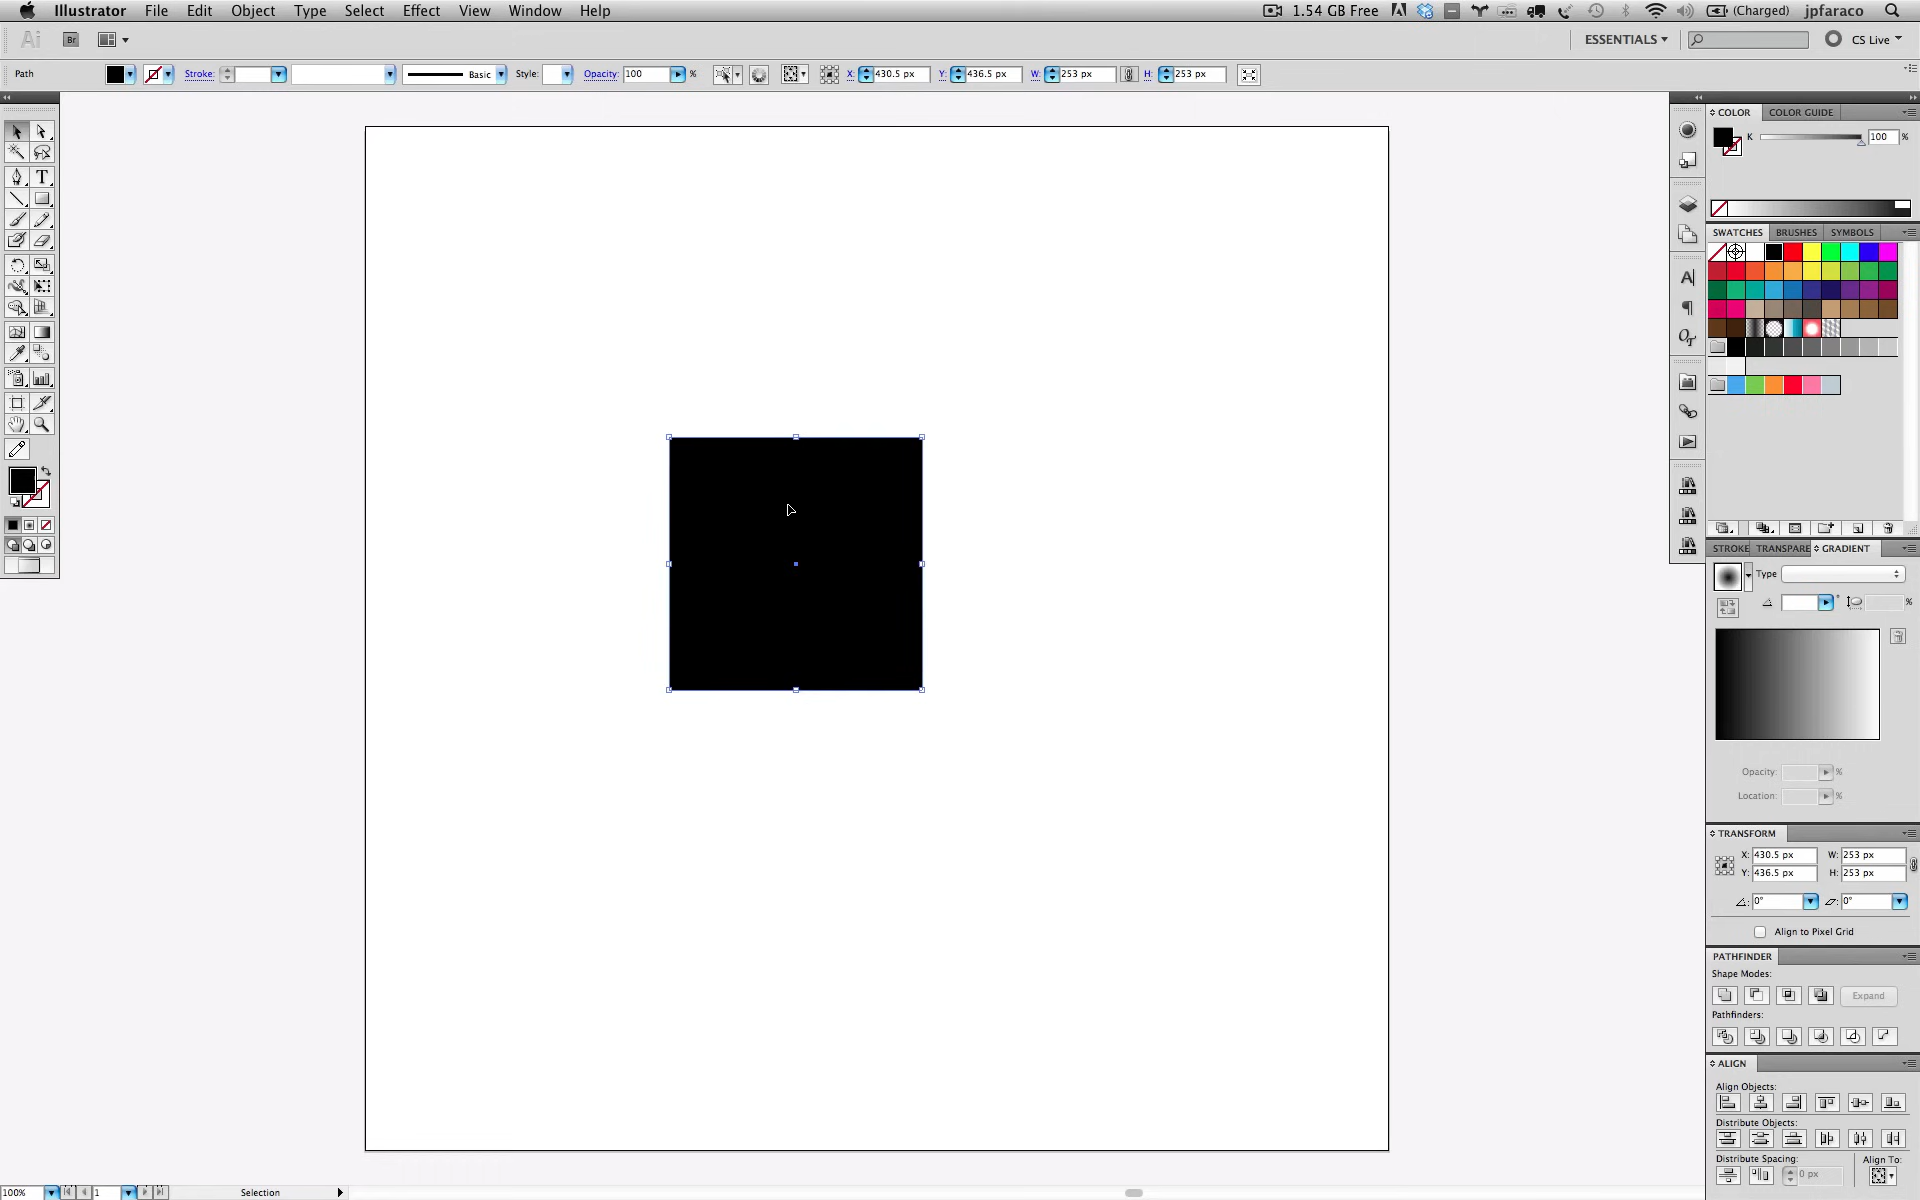 Illustrator File Edit Object Type Select Effect View Window Help 1.54 GB Free (Charged) jpfaraco
Ai Br ESSENTIALS CS Live
Path Stroke: Basic Style: Opacity: 100 % X: 430.5 px Y: 436.5 px W: 253 px H: 253 px
COLOR COLOR GUIDE
K 100 %
SWATCHES BRUSHES SYMBOLS
STROKE TRANSPARE GRADIENT
Type
%
Opacity: %
Location: %
TRANSFORM
X: 430.5 px W: 253 px
Y: 436.5 px H: 253 px
0° 0°
Align to Pixel Grid
PATHFINDER
Shape Modes:
Expand
Pathfinders:
ALIGN
Align Objects:
Distribute Objects:
Distribute Spacing: Align To:
0 px
100% 1 Selection